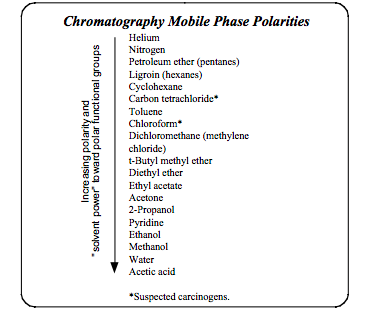 Chromatography Mobile Phase Polarities
Increasing polarity and
"solvent power" toward polar functional groups
Helium
Nitrogen
Petroleum ether (pentanes)
Ligroin (hexanes)
Cyclohexane
Carbon tetrachloride*
Toluene
Chloroform*
Dichloromethane (methylene
chloride)
t-Butyl methyl ether
Diethyl ether
Ethyl acetate
Acetone
2-Propanol
Pyridine
Ethanol
Methanol
Water
Acetic acid
*Suspected carcinogens.